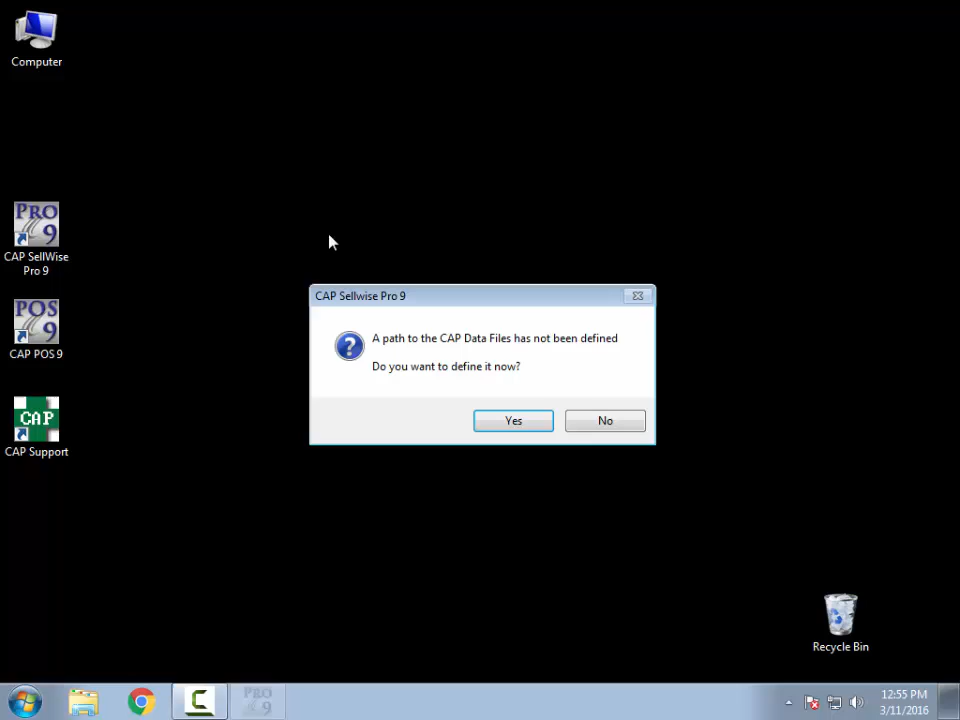 Computer
PRO
9
CAP SellWise
Pro 9
POS
9
CAP POS 9
CAP
CAP Support
CAP Sellwise Pro 9
A path to the CAP Data Files has not been defined
Do you want to define it now?
Yes
No
Recycle Bin
C
PRO
9
12:55 PM
3/11/2016